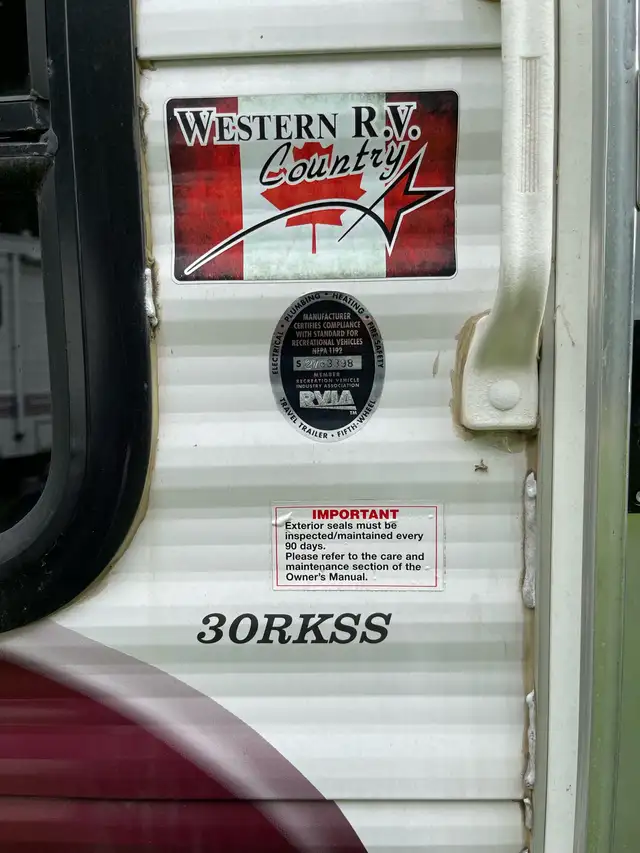 WESTERN R.V.
Country
ELECTRICAL • PLUMBING • HEATING • FIRE SAFETY
MANUFACTURER
CERTIFIES COMPLIANCE
WITH STANDARD FOR
RECREATIONAL VEHICLES
NFPA 1192
MEMBER
RECREATION VEHICLE
INDUSTRY ASSOCIATION
RVIA
TM
TRAVEL TRAILER • FIFTH-WHEEL
IMPORTANT
Exterior seals must be
inspected/maintained every
90 days.
Please refer to the care and
maintenance section of the
Owner's Manual.
30RKSS